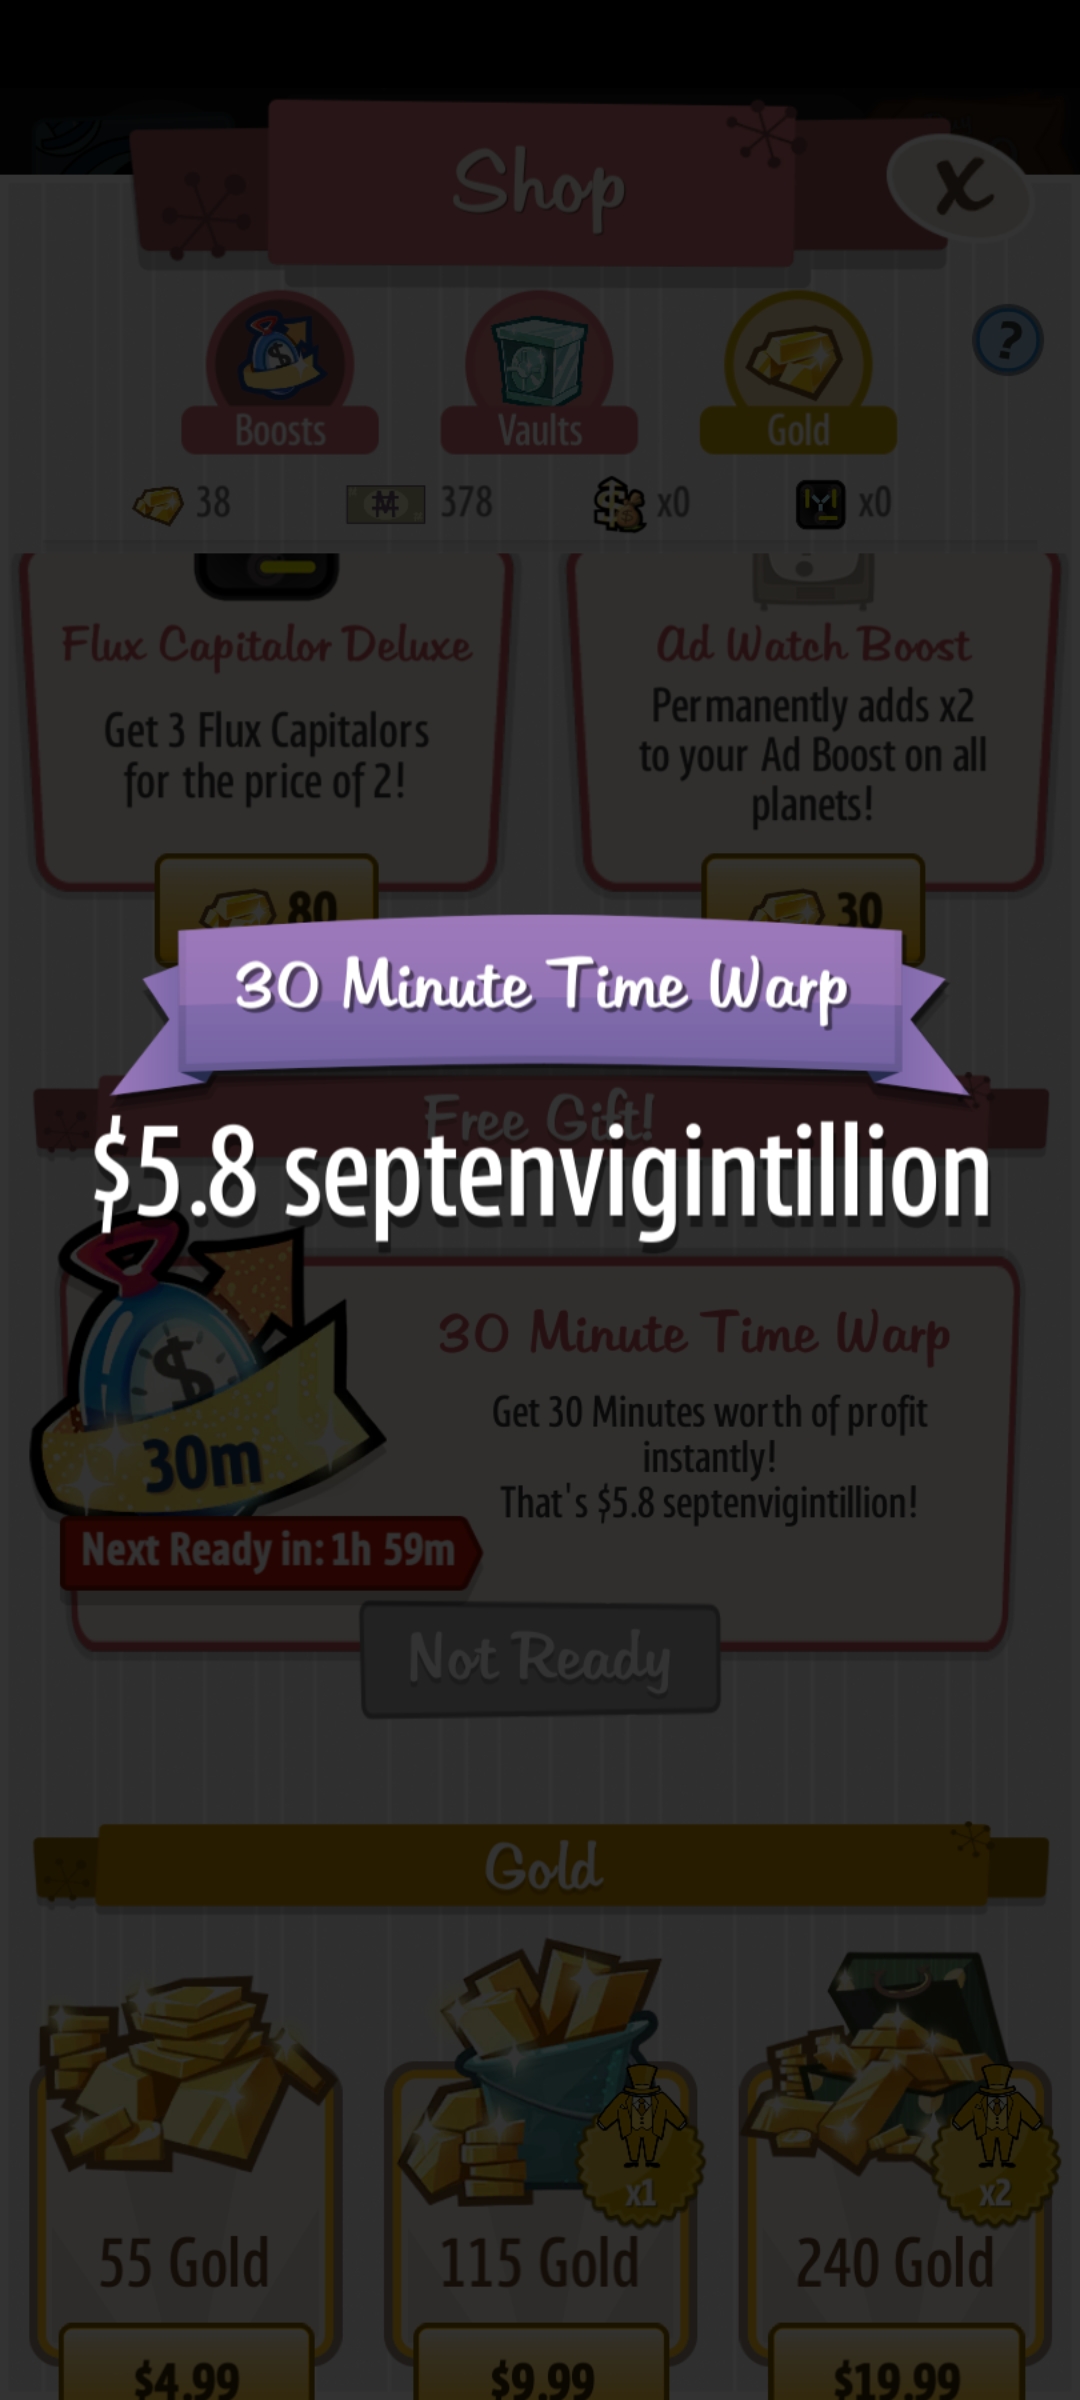 Shop
X
?
Boosts
Vaults
Gold
38
378
x0
x0
Flux Capitalor Deluxe
Get 3 Flux Capitalors
for the price of 2!
80
Ad Watch Boost
Permanently adds x2
to your Ad Boost on all
planets!
30
30 Minute Time Warp
Free Gift!
$5.8 septenvigintillion
30m
30 Minute Time Warp
Get 30 Minutes worth of profit
instantly!
That's $5.8 septenvigintillion!
Next Ready in: 1h 59m
Not Ready
Gold
x1
x2
55 Gold
115 Gold
240 Gold
$4.99
$9.99
$19.99